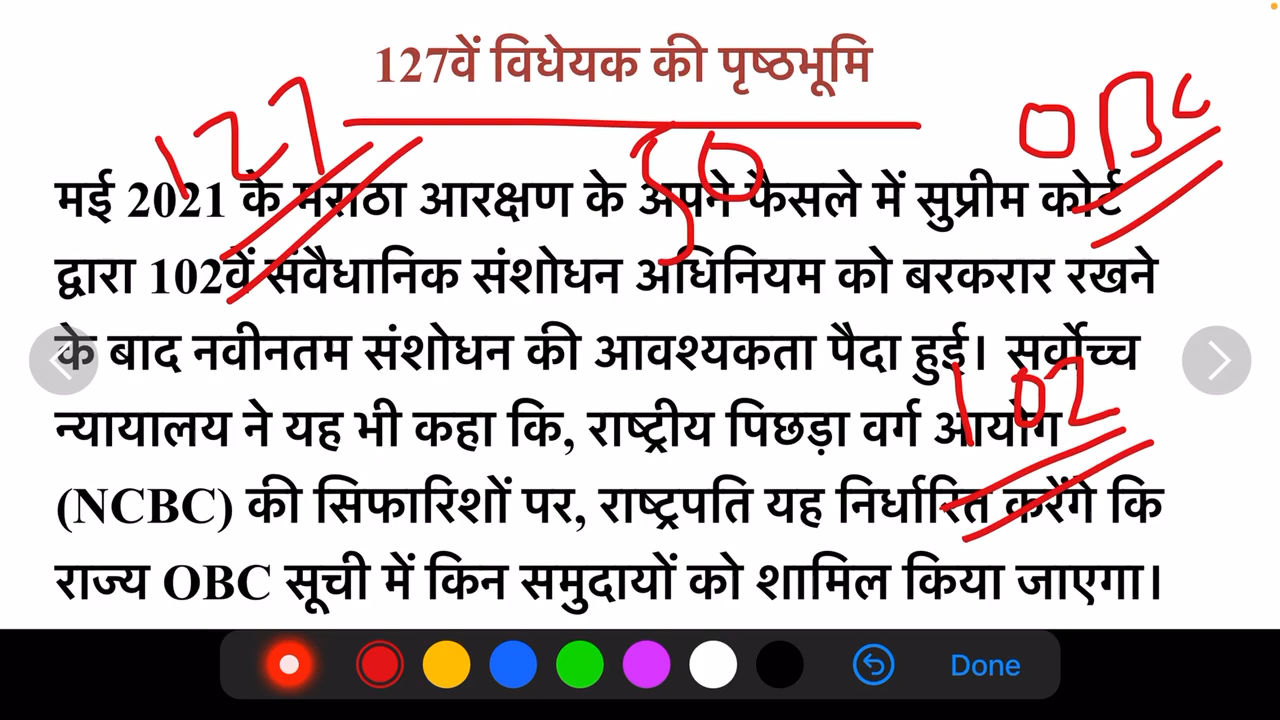 127वें विधेयक की पृष्ठभूमि
127
50
OBC
मई 2021 के मराठा आरक्षण के अपने फैसले में सुप्रीम कोर्ट
द्वारा 102वें संवैधानिक संशोधन अधिनियम को बरकरार रखने
के बाद नवीनतम संशोधन की आवश्यकता पैदा हुई। सर्वोच्च
102
न्यायालय ने यह भी कहा कि, राष्ट्रीय पिछड़ा वर्ग आयोग
(NCBC) की सिफारिशों पर, राष्ट्रपति यह निर्धारित करेंगे कि
राज्य OBC सूची में किन समुदायों को शामिल किया जाएगा।
Done